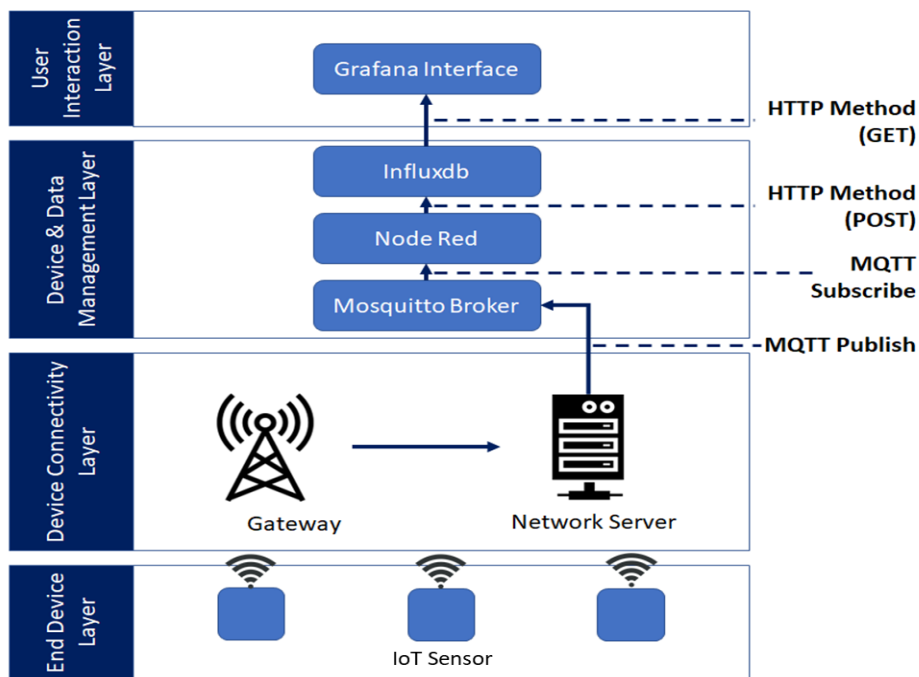 User
Interaction
Layer
Grafana Interface
HTTP Method
(GET)
Device & Data
Management Layer
Influxdb
HTTP Method
(POST)
Node Red
MQTT
Subscribe
Mosquitto Broker
MQTT Publish
Device Connectivity
Layer
Gateway
Network Server
End Device
Layer
IoT Sensor